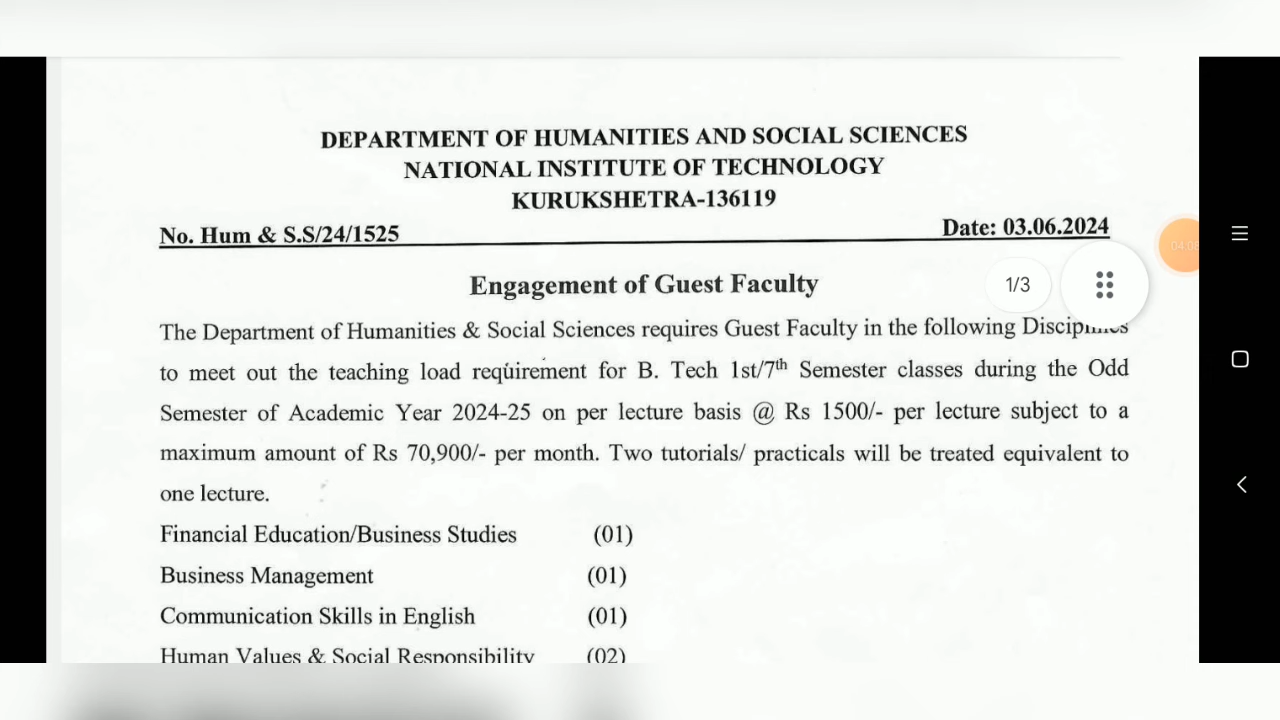 DEPARTMENT OF HUMANITIES AND SOCIAL SCIENCES
NATIONAL INSTITUTE OF TECHNOLOGY
KURUKSHETRA-136119
No. Hum & S.S/24/1525 Date: 03.06.2024
Engagement of Guest Faculty
1/3
04:08
The Department of Humanities & Social Sciences requires Guest Faculty in the following Disciplines
to meet out the teaching load requirement for B. Tech 1st/7th Semester classes during the Odd
Semester of Academic Year 2024-25 on per lecture basis @ Rs 1500/- per lecture subject to a
maximum amount of Rs 70,900/- per month. Two tutorials/ practicals will be treated equivalent to
one lecture.
Financial Education/Business Studies (01)
Business Management (01)
Communication Skills in English (01)
Human Values & Social Responsibility (02)